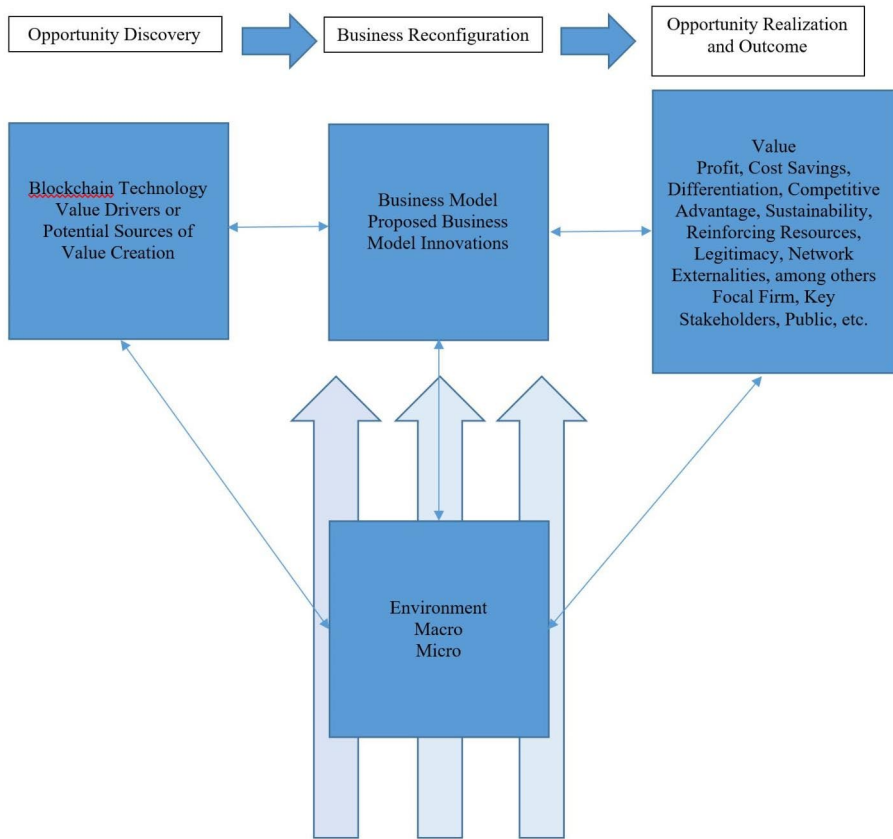 Opportunity Discovery
Business Reconfiguration
Opportunity Realization
and Outcome
Blockchain Technology
Value Drivers or
Potential Sources of
Value Creation
Business Model
Proposed Business
Model Innovations
Value
Profit, Cost Savings,
Differentiation, Competitive
Advantage, Sustainability,
Reinforcing Resources,
Legitimacy, Network
Externalities, among others
Focal Firm, Key
Stakeholders, Public, etc.
Environment
Macro
Micro